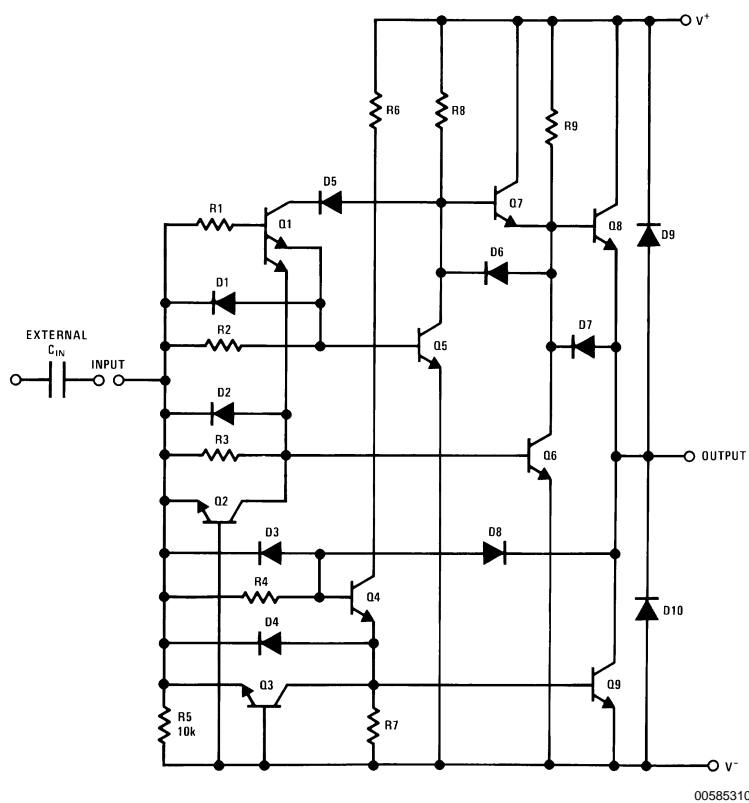 V+
R6
R8
R9
D5
R1
Q1
Q7
Q8
D9
D1
D6
EXTERNAL
CIN
INPUT
R2
Q5
D7
D2
R3
Q6
OUTPUT
Q2
D3
D8
R4
Q4
D10
D4
Q3
Q9
R5
10k
R7
V-
00585310